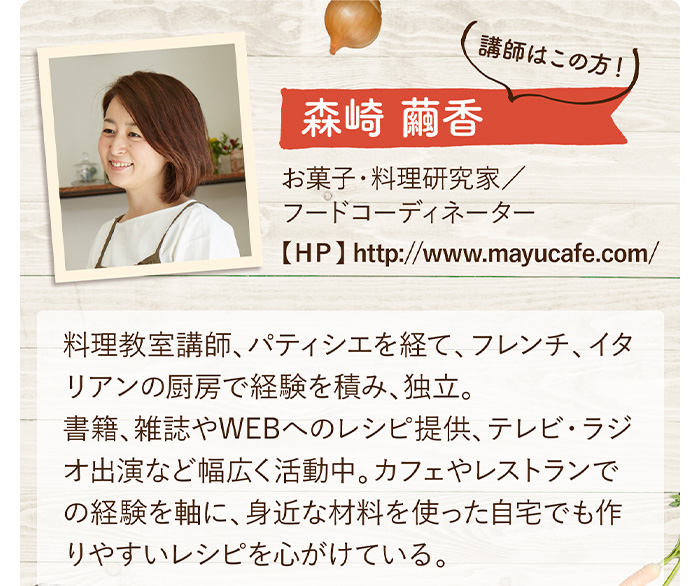 講師はこの方！
森崎 繭香
お菓子・料理研究家／
フードコーディネーター
【HP】http://www.mayucafe.com/
料理教室講師、パティシエを経て、フレンチ、イタ
リアンの厨房で経験を積み、独立。
書籍、雑誌やWEBへのレシピ提供、テレビ・ラジ
オ出演など幅広く活動中。カフェやレストランで
の経験を軸に、身近な材料を使った自宅でも作
りやすいレシピを心がけている。